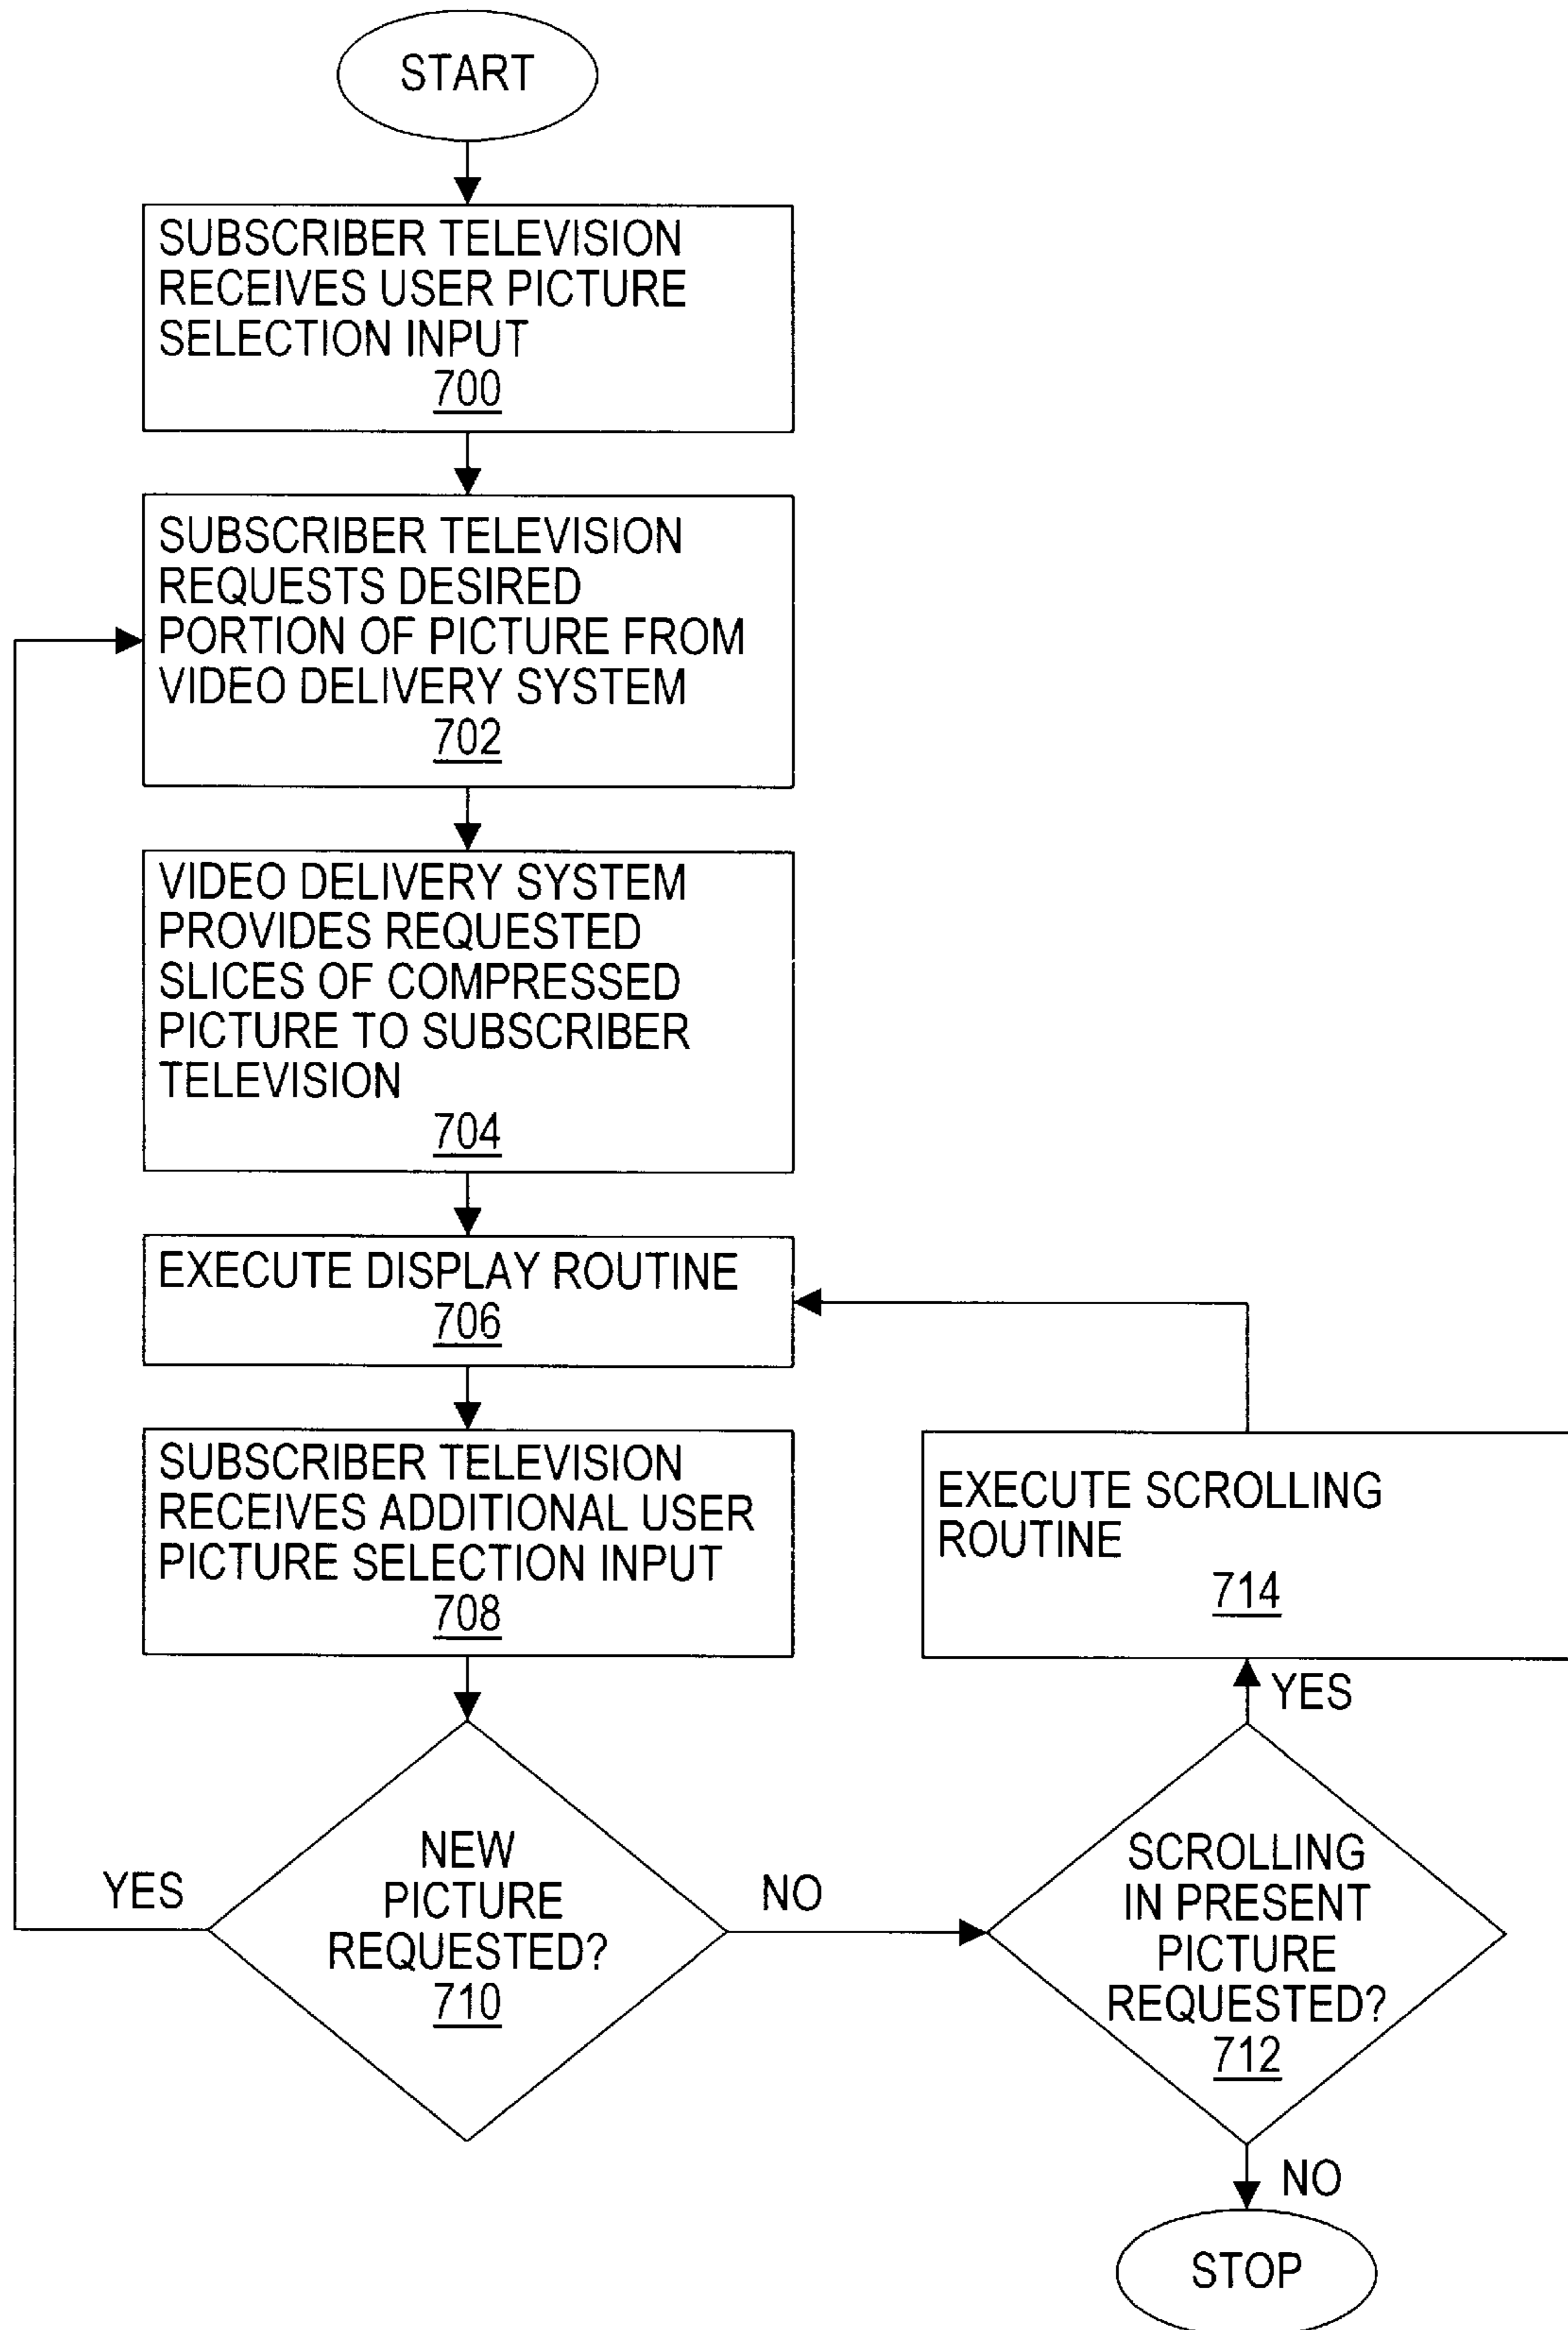 START
SUBSCRIBER TELEVISION
RECEIVES USER PICTURE
SELECTION INPUT
700
SUBSCRIBER TELEVISION
REQUESTS DESIRED
PORTION OF PICTURE FROM
VIDEO DELIVERY SYSTEM
702
VIDEO DELIVERY SYSTEM
PROVIDES REQUESTED
SLICES OF COMPRESSED
PICTURE TO SUBSCRIBER
TELEVISION
704
EXECUTE DISPLAY ROUTINE
706
SUBSCRIBER TELEVISION
RECEIVES ADDITIONAL USER
PICTURE SELECTION INPUT
708
EXECUTE SCROLLING
ROUTINE
714
YES
NEW
PICTURE
REQUESTED?
710
YES
NO
SCROLLING
IN PRESENT
PICTURE
REQUESTED?
712
NO
STOP